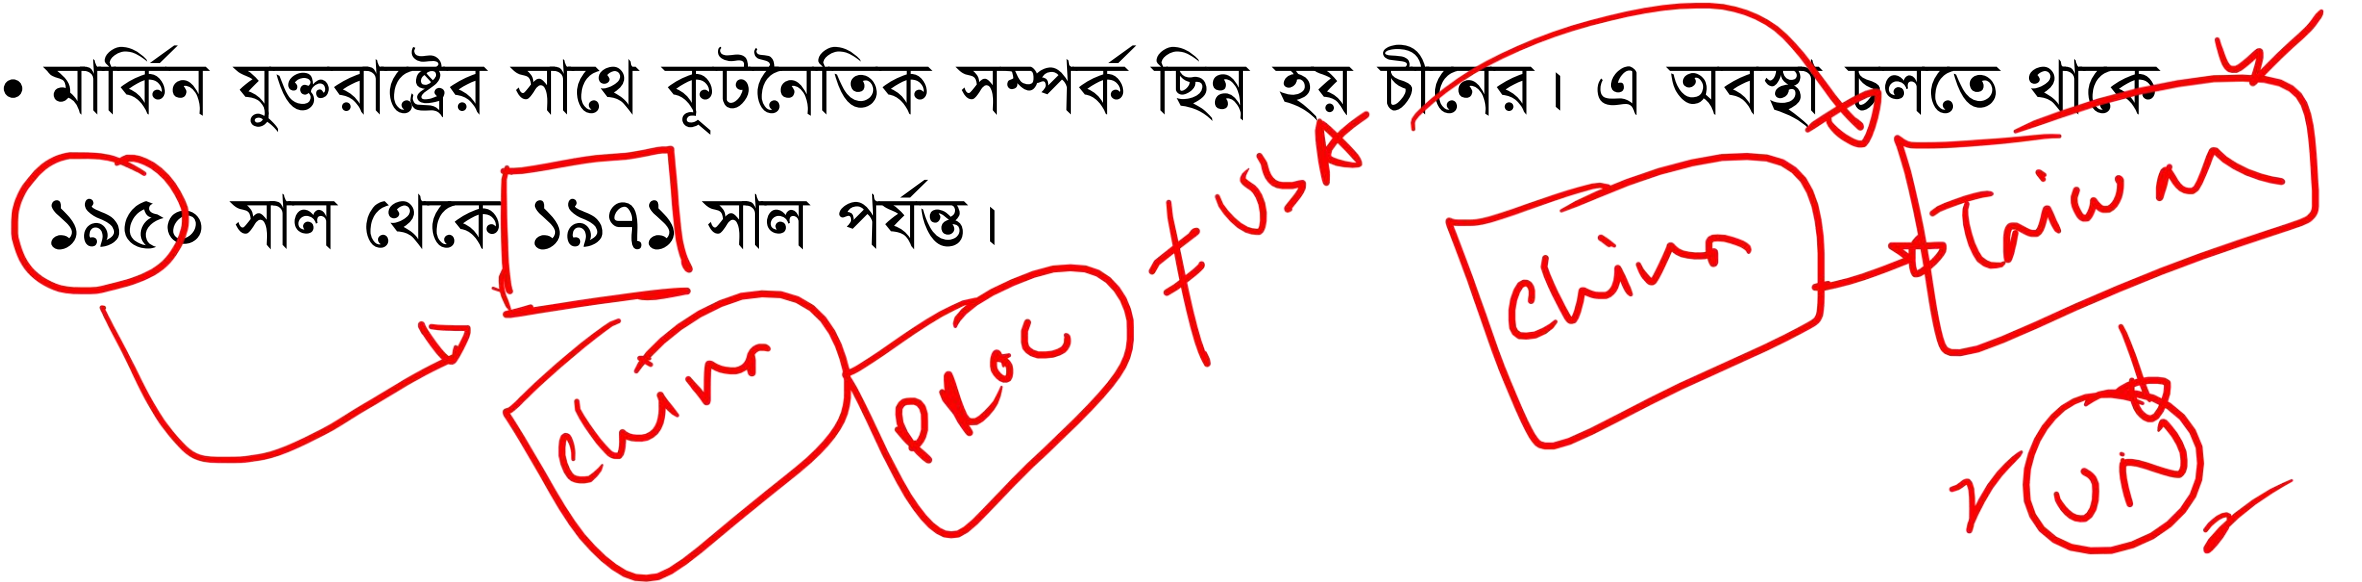 • মার্কিন যুক্তরাষ্ট্রের সাথে কূটনৈতিক সম্পর্ক ছিন্ন হয় চীনের। এ অবস্থা চলতে থাকে
১৯৫০ সাল থেকে ১৯৭১ সাল পর্যন্ত।
USA
China
Taiwan
China
PROC
UN